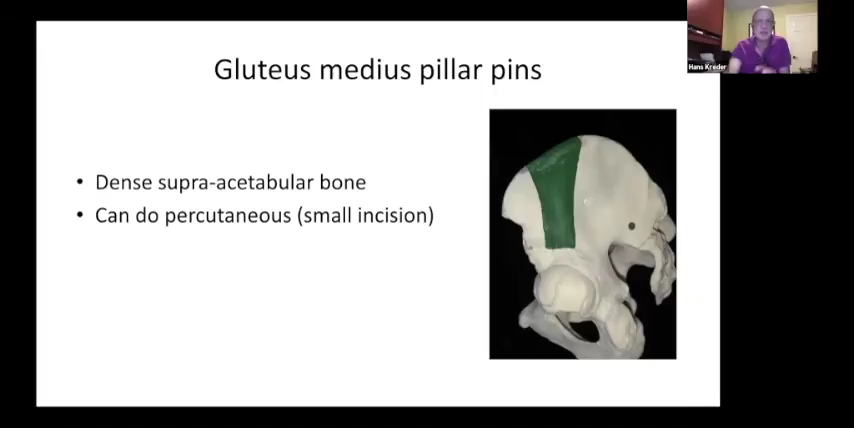 Gluteus medius pillar pins
Hans Kreder
• Dense supra-acetabular bone
• Can do percutaneous (small incision)